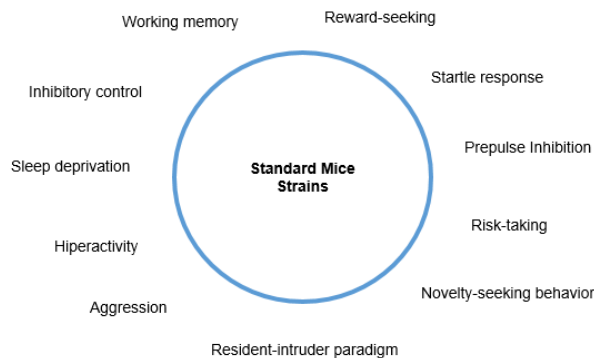 Working memory
Reward-seeking
Inhibitory control
Startle response
Sleep deprivation
Standard Mice
Strains
Prepulse Inhibition
Hiperactivity
Risk-taking
Aggression
Novelty-seeking behavior
Resident-intruder paradigm